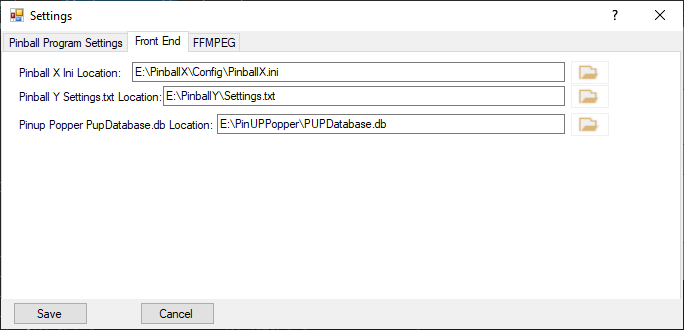 Settings
?
Pinball Program Settings Front End FFMPEG
Pinball X Ini Location: E:\PinballX\Config\PinballX.ini
Pinball Y Settings.txt Location: E:\PinballY\Settings.txt
Pinup Popper PupDatabase.db Location: E:\PinUPPopper\PUPDatabase.db
Save Cancel